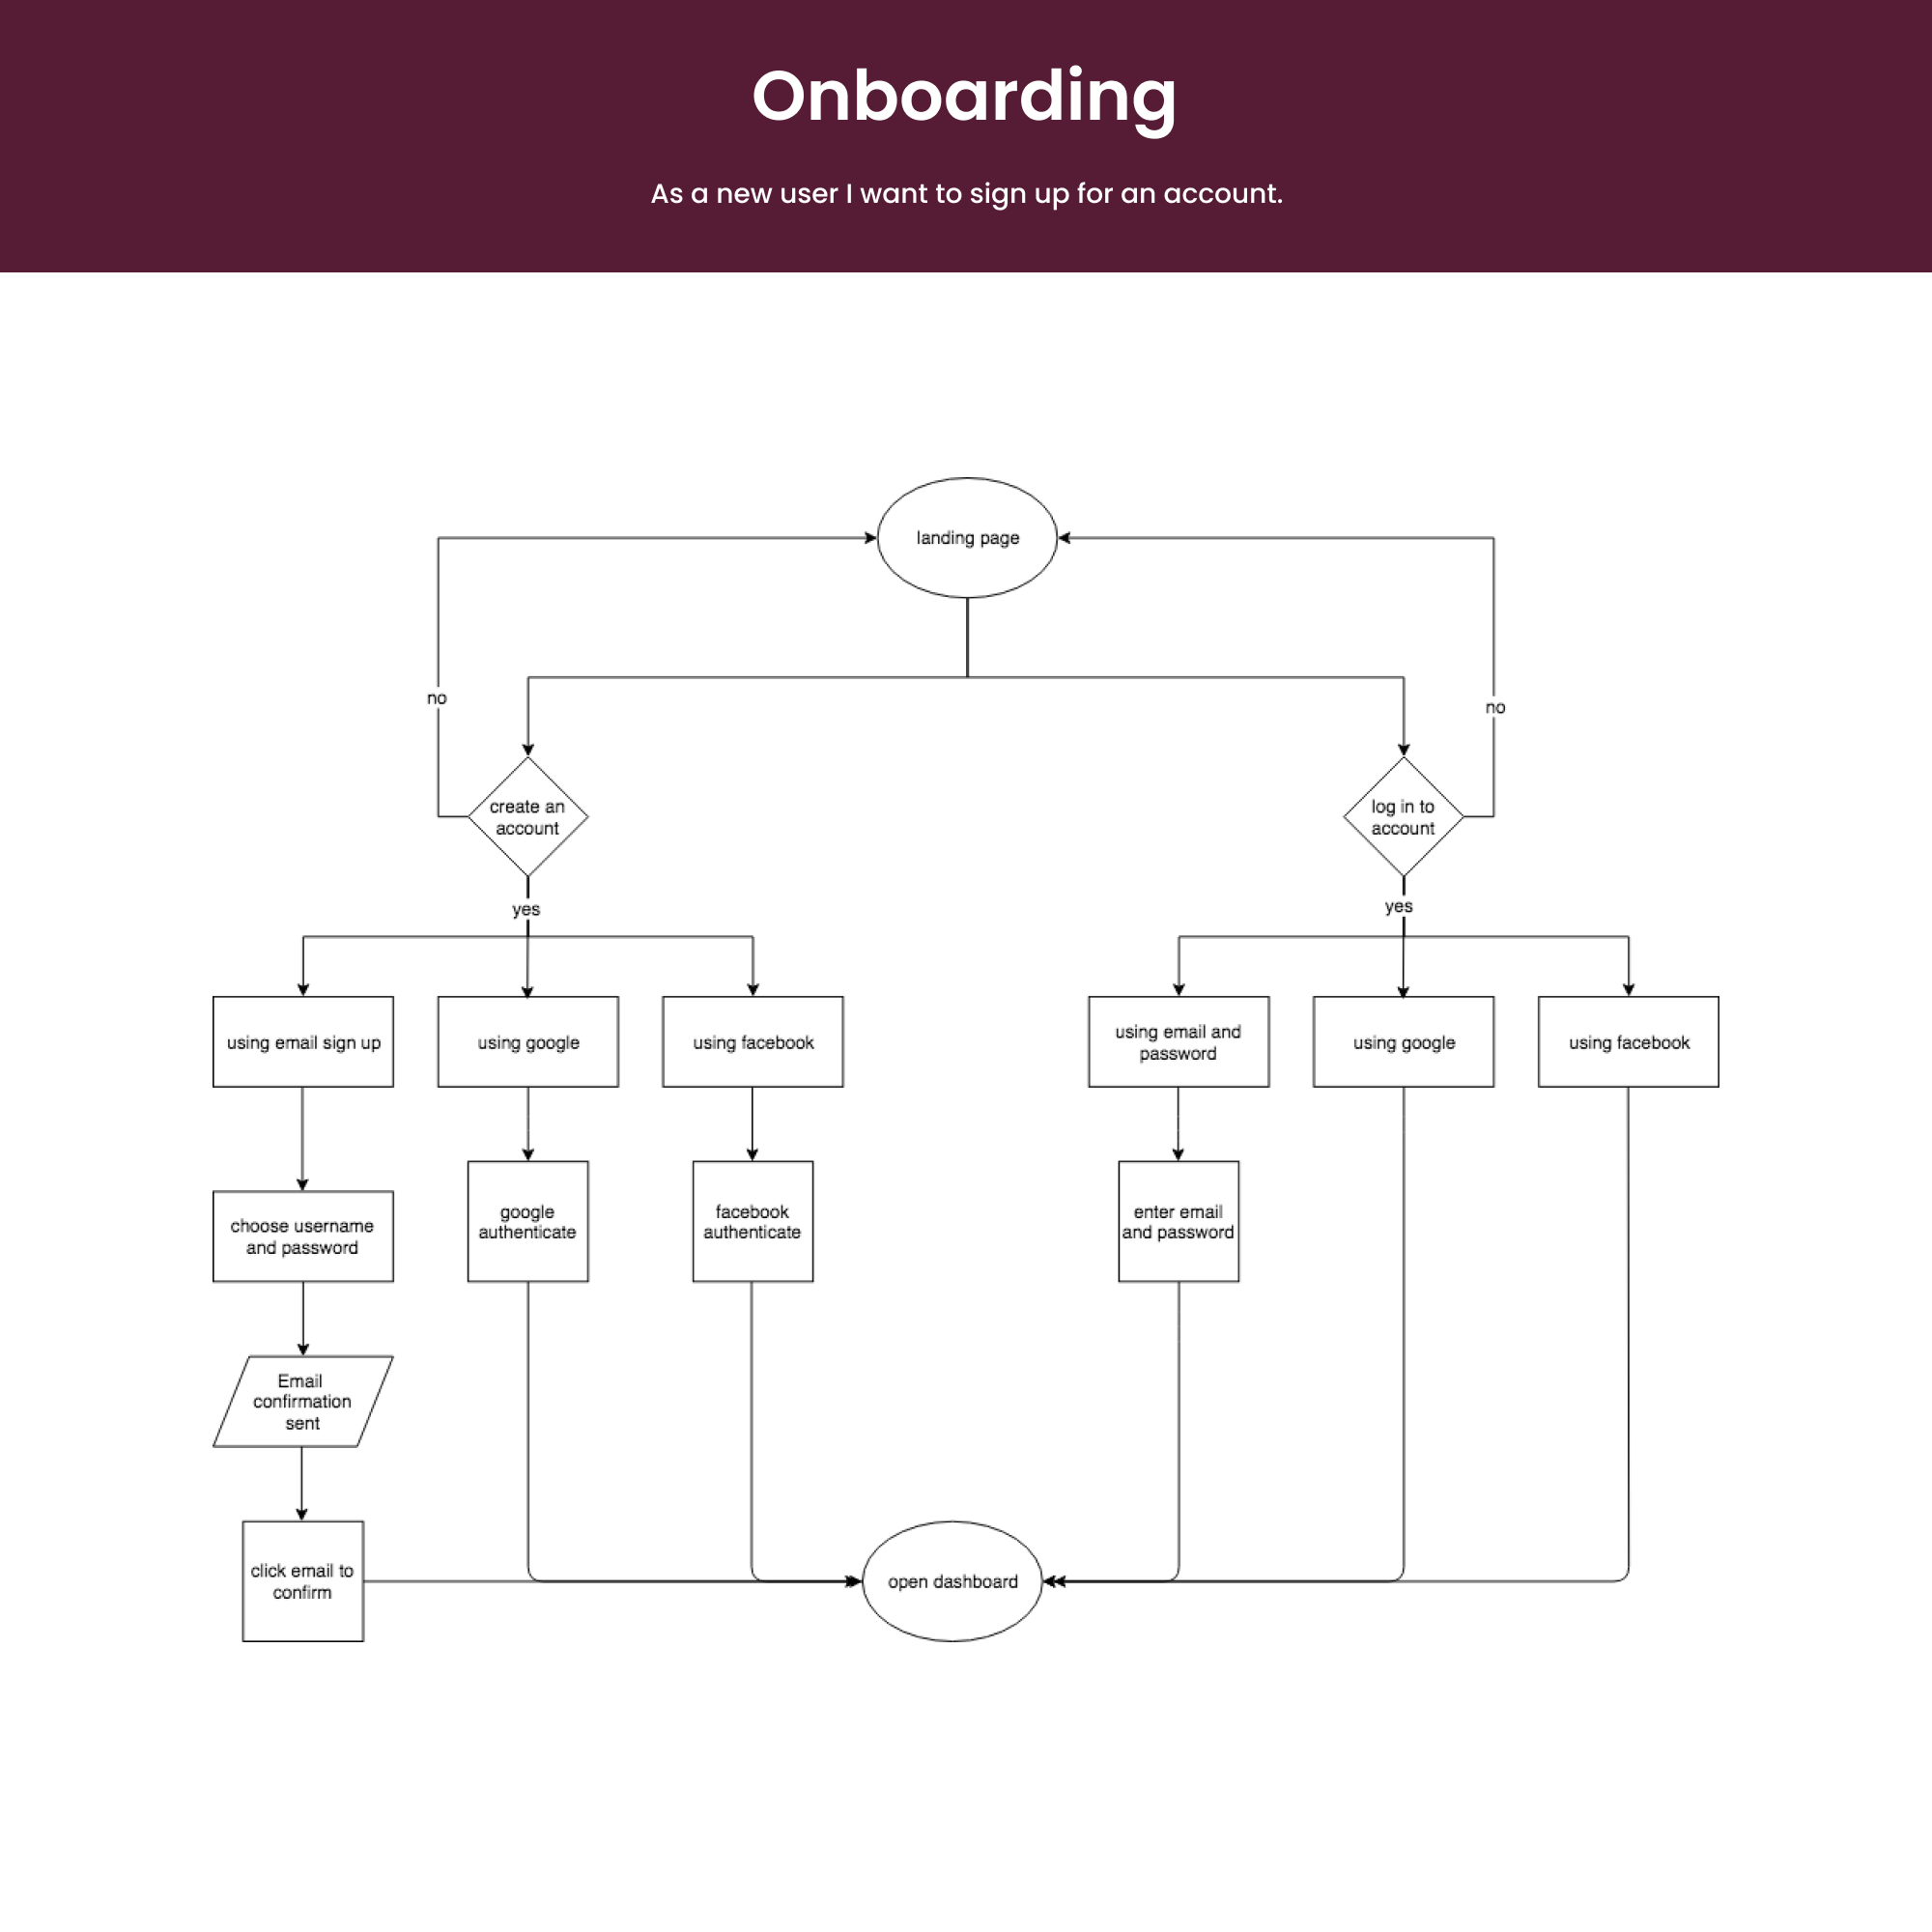 Onboarding
As a new user I want to sign up for an account.
landing page
no
no
create an
account
log in to
account
yes
yes
using email sign up
using google
using facebook
using email and
password
using google
using facebook
choose username
and password
google
authenticate
facebook
authenticate
enter email
and password
Email
confirmation
sent
click email to
confirm
open dashboard